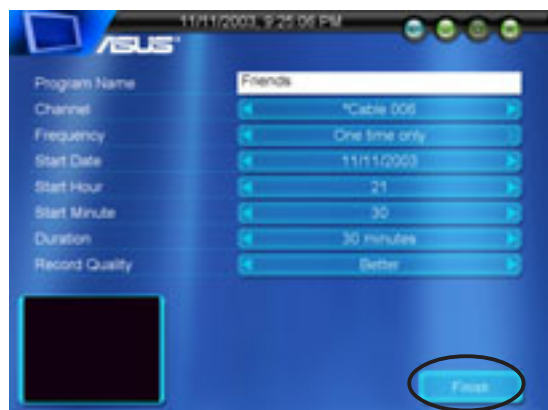 11/11/2003, 9:25:06 PM
ASUS
Program Name Friends
Channel *Cable 006
Frequency One time only
Start Date 11/11/2003
Start Hour 21
Start Minute 30
Duration 30 minutes
Record Quality Better
Finish